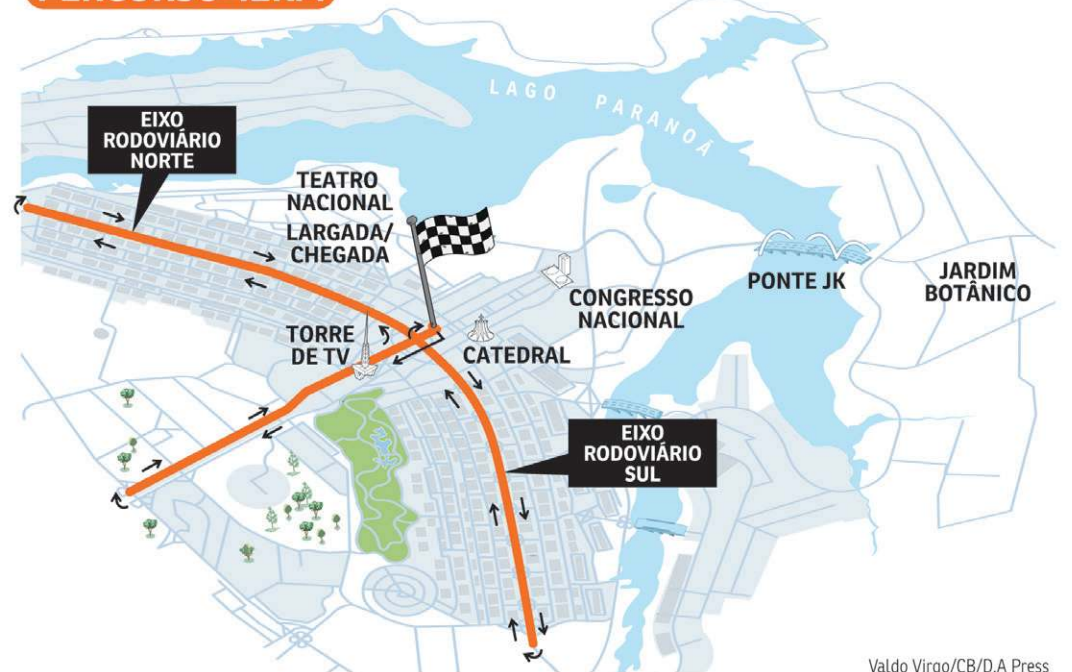 LAGO PARANOÁ
EIXO
RODOVIÁRIO
NORTE
TEATRO
NACIONAL
LARGADA/
CHEGADA
CONGRESSO
NACIONAL
PONTE JK
JARDIM
BOTÂNICO
TORRE
DE TV
CATEDRAL
EIXO
RODOVIÁRIO
SUL
Valdo Virgo/CB/D.A Press